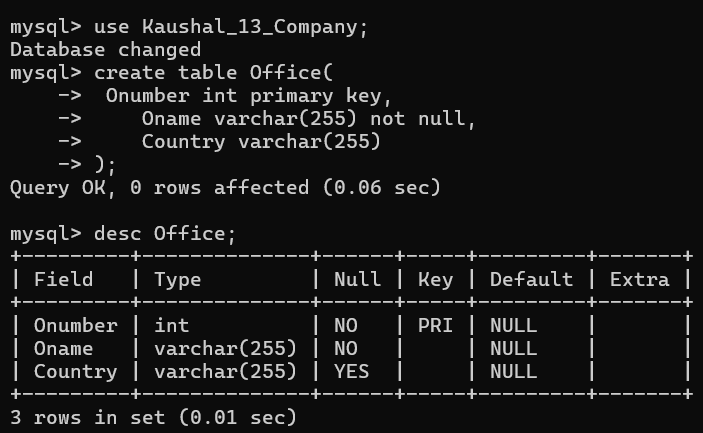 mysql> use Kaushal_13_Company;
Database changed
mysql> create table Office(
    ->  Onumber int primary key,
    ->     Oname varchar(255) not null,
    ->     Country varchar(255)
    -> );
Query OK, 0 rows affected (0.06 sec)

mysql> desc Office;
+---------+--------------+------+-----+---------+-------+
| Field   | Type         | Null | Key | Default | Extra |
+---------+--------------+------+-----+---------+-------+
| Onumber | int          | NO   | PRI | NULL    |       |
| Oname   | varchar(255) | NO   |     | NULL    |       |
| Country | varchar(255) | YES  |     | NULL    |       |
+---------+--------------+------+-----+---------+-------+
3 rows in set (0.01 sec)